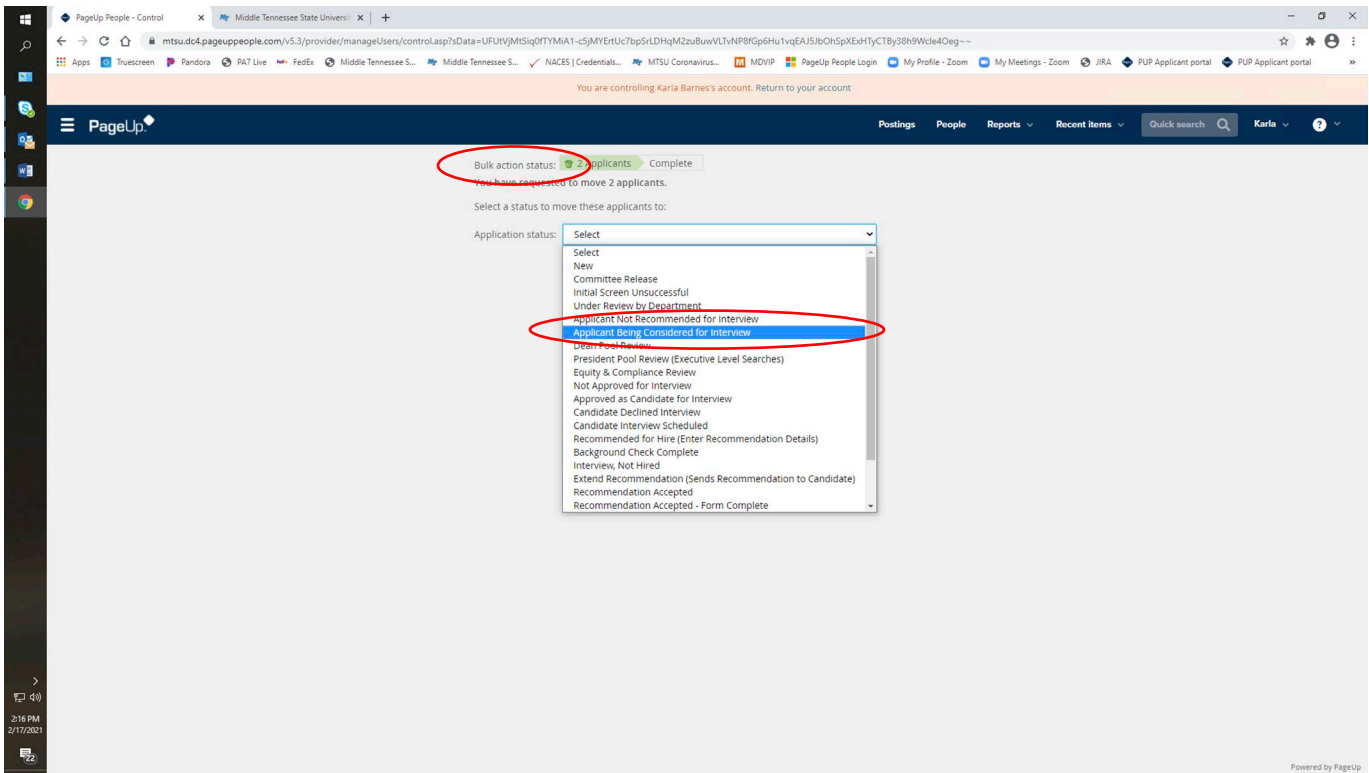 PageUp People - Control
Middle Tennessee State Universi
mtsu.dc4.pageuppeople.com/v5.3/provider/manageUsers/control.asp?sData=
Apps Truescreen Pandora PA7 Live FedEx Middle Tennessee S... Middle Tennessee S... NACES | Credentials... MTSU Coronavirus... MDVIP PageUp People Login My Profile - Zoom My Meetings - Zoom JIRA PUP Applicant portal PUP Applicant portal »
You are controlling Karla Barnes's account. Return to your account
PageUp. Postings People Reports Recent items Quick search Karla ?
Bulk action status: 2 Applicants Complete
You have requested to move 2 applicants.
Select a status to move these applicants to:
Application status: Select
Select
New
Committee Release
Initial Screen Unsuccessful
Under Review by Department
Applicant Not Recommended for Interview
Applicant Being Considered for Interview
Dean Pool Review
President Pool Review (Executive Level Searches)
Equity & Compliance Review
Not Approved for Interview
Approved as Candidate for Interview
Candidate Declined Interview
Candidate Interview Scheduled
Recommended for Hire (Enter Recommendation Details)
Background Check Complete
Interview, Not Hired
Extend Recommendation (Sends Recommendation to Candidate)
Recommendation Accepted
Recommendation Accepted - Form Complete
2:16 PM
2/17/2021
22
Powered by PageUp